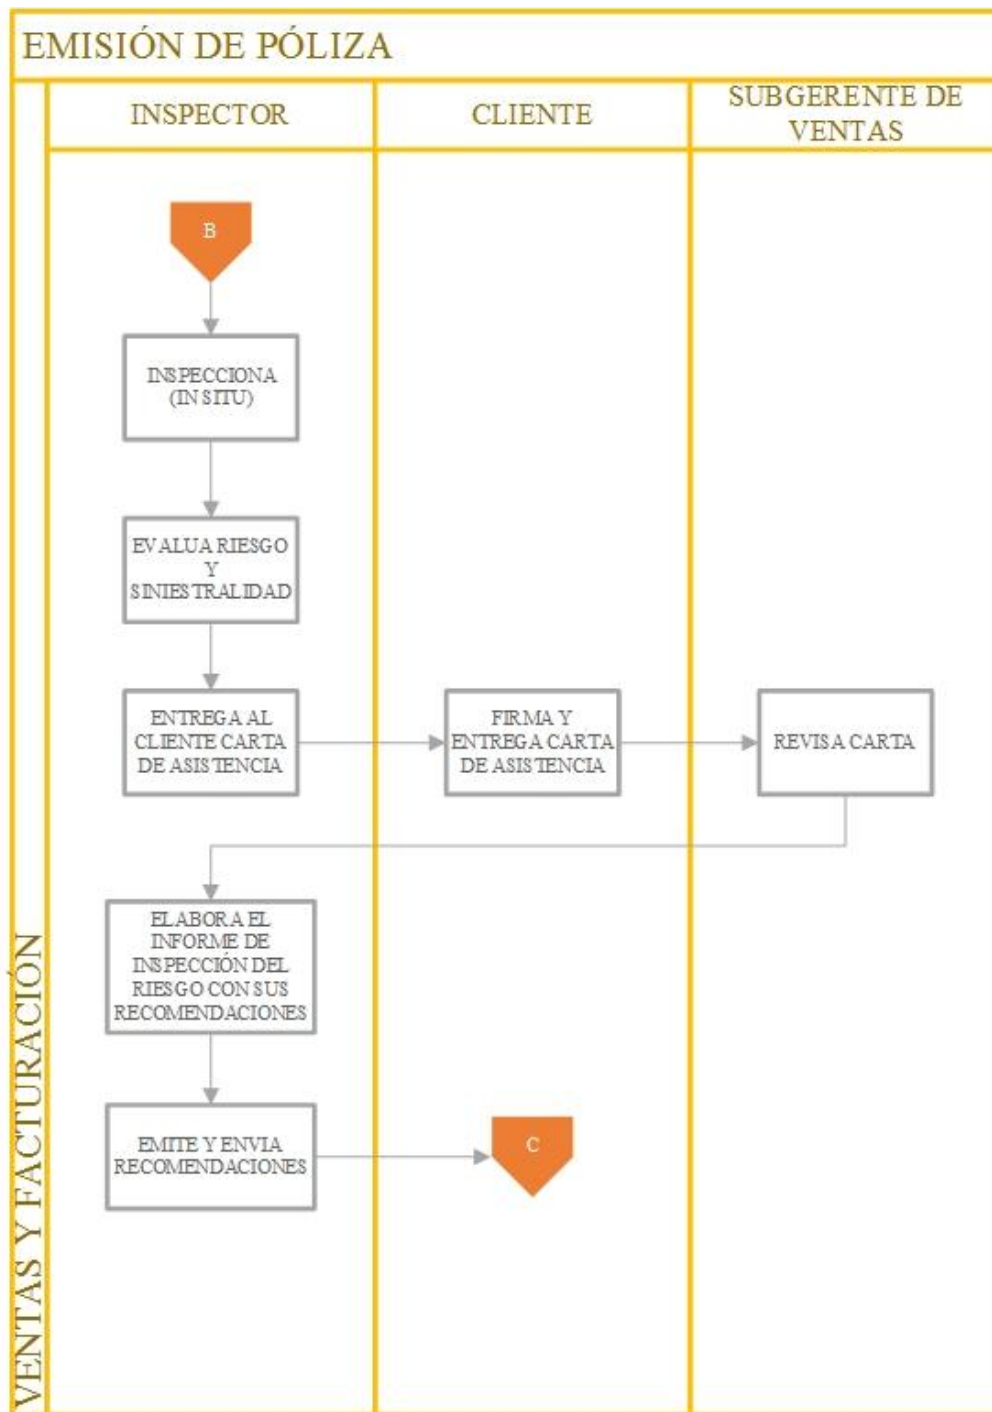 EMISIÓN DE PÓLIZA
INSPECTOR
CLIENTE
SUBGERENTE DE
VENTAS
B
INSPECCIONA
(IN SITU)
EVALUA RIESGO
Y
SINIESTRALIDAD
ENTREGA AL
CLIENTE CARTA
DE ASISTENCIA
FIRMA Y
ENTREGA CARTA
DE ASISTENCIA
REVISA CARTA
ELABORA EL
INFORME DE
INSPECCIÓN DEL
RIESGO CON SUS
RECOMENDACIONES
EMITE Y ENVIA
RECOMENDACIONES
C
VENTAS Y FACTURACIÓN